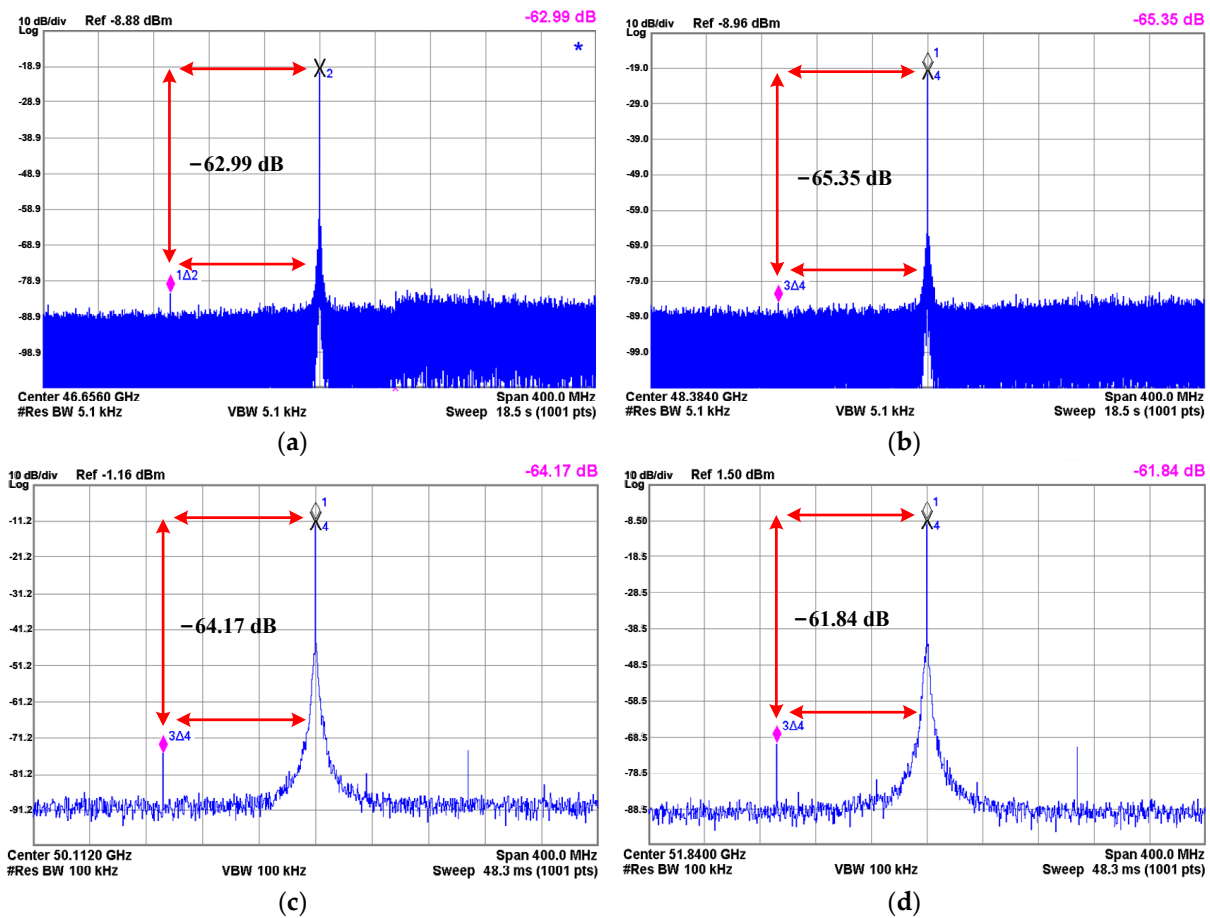 10 dB/div Ref -8.88 dBm -62.99 dB
Log
*
-18.9
-28.9
-38.9
-48.9
-58.9
-68.9
-78.9
-88.9
-98.9
2
−62.99 dB
1Δ2
Center 46.6560 GHz Span 400.0 MHz
#Res BW 5.1 kHz VBW 5.1 kHz Sweep 18.5 s (1001 pts)
(a)
10 dB/div Ref -8.96 dBm -65.35 dB
Log
-19.0
-29.0
-39.0
-49.0
-59.0
-69.0
-79.0
-89.0
-99.0
1
4
−65.35 dB
3Δ4
Center 48.3840 GHz Span 400.0 MHz
#Res BW 5.1 kHz VBW 5.1 kHz Sweep 18.5 s (1001 pts)
(b)
10 dB/div Ref -1.16 dBm -64.17 dB
Log
-11.2
-21.2
-31.2
-41.2
-51.2
-61.2
-71.2
-81.2
-91.2
1
4
−64.17 dB
3Δ4
Center 50.1120 GHz Span 400.0 MHz
#Res BW 100 kHz VBW 100 kHz Sweep 48.3 ms (1001 pts)
(c)
10 dB/div Ref 1.50 dBm -61.84 dB
Log
-8.50
-18.5
-28.5
-38.5
-48.5
-58.5
-68.5
-78.5
-88.5
1
4
−61.84 dB
3Δ4
Center 51.8400 GHz Span 400.0 MHz
#Res BW 100 kHz VBW 100 kHz Sweep 48.3 ms (1001 pts)
(d)